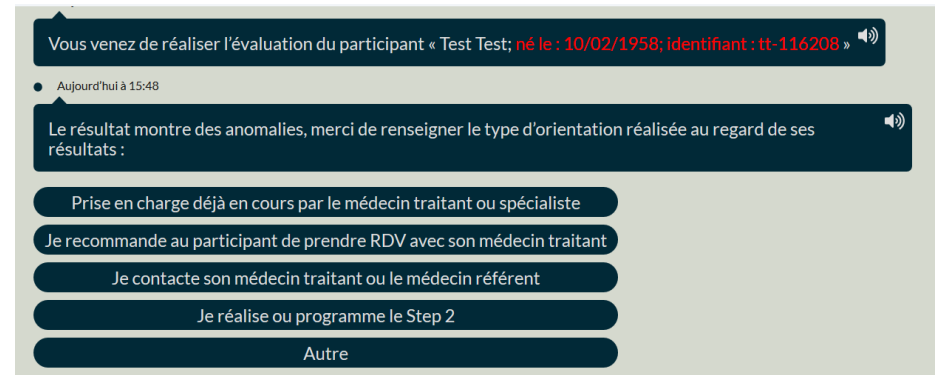 Vous venez de réaliser l’évaluation du participant « Test Test; né le : 10/02/1958; identifiant : tt-116208 »
Aujourd’hui à 15:48
Le résultat montre des anomalies, merci de renseigner le type d’orientation réalisée au regard de ses
résultats :
Prise en charge déjà en cours par le médecin traitant ou spécialiste
Je recommande au participant de prendre RDV avec son médecin traitant
Je contacte son médecin traitant ou le médecin référent
Je réalise ou programme le Step 2
Autre